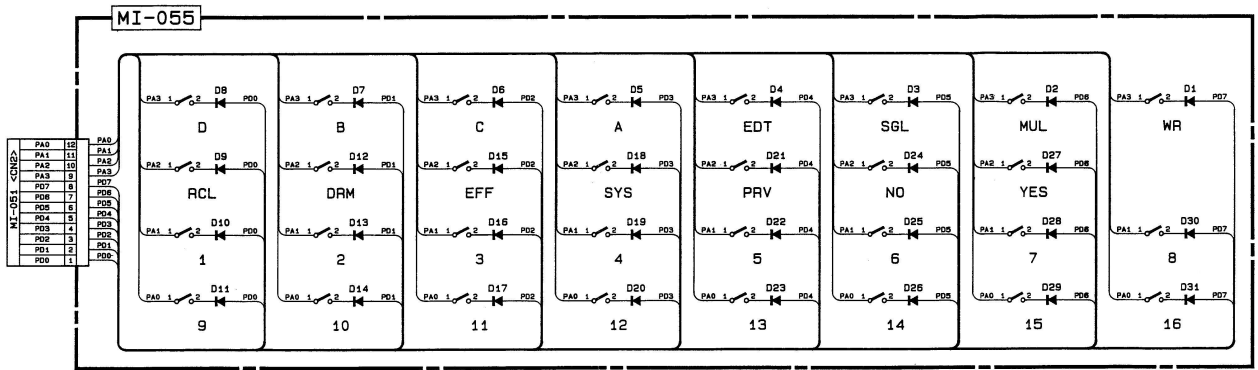 MI-055
PA3 1 2 D8 PD0
PA3 1 2 D7 PD1
PA3 1 2 D6 PD2
PA3 1 2 D5 PD3
PA3 1 2 D4 PD4
PA3 1 2 D3 PD5
PA3 1 2 D2 PD6
PA3 1 2 D1 PD7
D B C A EDT SGL MUL WR
MI-051 <CN2>
PA0 12 PA0
PA1 11 PA1
PA2 10 PA2
PA3 9 PA3
PD7 8 PD7
PD6 7 PD6
PD5 6 PD5
PD4 5 PD4
PD3 4 PD3
PD2 3 PD2
PD1 2 PD1
PD0 1 PD0
PA2 1 2 D9 PD0
PA2 1 2 D12 PD1
PA2 1 2 D15 PD2
PA2 1 2 D18 PD3
PA2 1 2 D21 PD4
PA2 1 2 D24 PD5
PA2 1 2 D27 PD6
RCL DRM EFF SYS PRV NO YES
PA1 1 2 D10 PD0
PA1 1 2 D13 PD1
PA1 1 2 D16 PD2
PA1 1 2 D19 PD3
PA1 1 2 D22 PD4
PA1 1 2 D25 PD5
PA1 1 2 D28 PD6
PA1 1 2 D30 PD7
1 2 3 4 5 6 7 8
PA0 1 2 D11 PD0
PA0 1 2 D14 PD1
PA0 1 2 D17 PD2
PA0 1 2 D20 PD3
PA0 1 2 D23 PD4
PA0 1 2 D26 PD5
PA0 1 2 D29 PD6
PA0 1 2 D31 PD7
9 10 11 12 13 14 15 16